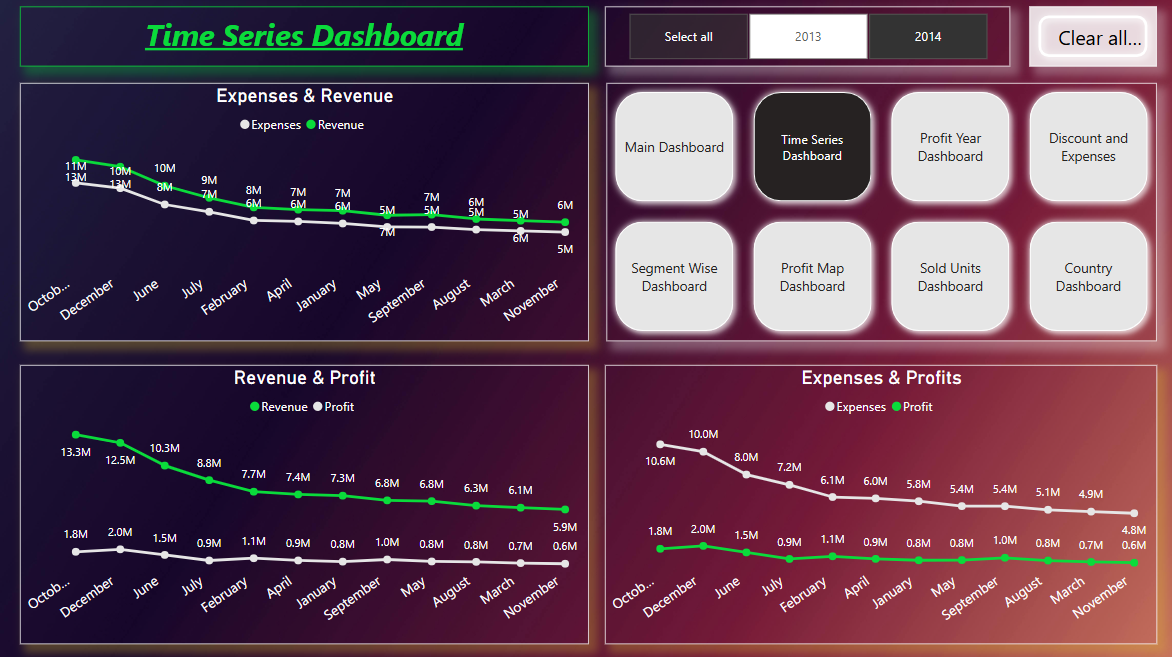 Time Series Dashboard
Select all
2013
2014
Clear all...
Expenses & Revenue
Expenses Revenue
11M 10M 10M 9M 8M 7M 7M 5M 7M 6M 5M 6M
13M 13M 8M 7M 6M 6M 6M 7M 5M 5M 6M 5M
Octob... December June July February April January May September August March November
Main Dashboard
Time Series
Dashboard
Profit Year
Dashboard
Discount and
Expenses
Segment Wise
Dashboard
Profit Map
Dashboard
Sold Units
Dashboard
Country
Dashboard
Revenue & Profit
Revenue Profit
13.3M 12.5M 10.3M 8.8M 7.7M 7.4M 7.3M 6.8M 6.8M 6.3M 6.1M 5.9M
1.8M 2.0M 1.5M 0.9M 1.1M 0.9M 0.8M 1.0M 0.8M 0.8M 0.7M 0.6M
Octob... December June July February April January September May August March November
Expenses & Profits
Expenses Profit
10.6M 10.0M 8.0M 7.2M 6.1M 6.0M 5.8M 5.4M 5.4M 5.1M 4.9M 4.8M
1.8M 2.0M 1.5M 0.9M 1.1M 0.9M 0.8M 0.8M 1.0M 0.8M 0.7M 0.6M
Octob... December June July February April January May September August March November